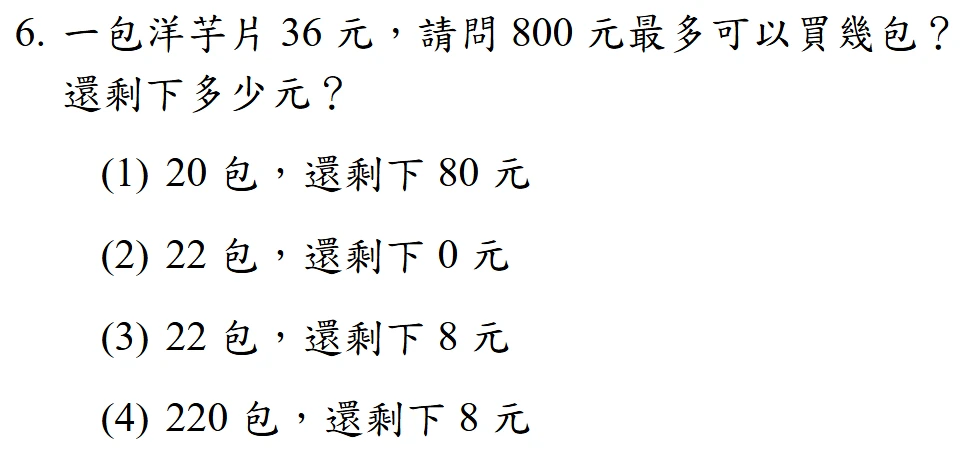 6. 一包洋芋片 36 元，請問 800 元最多可以買幾包？
還剩下多少元？
(1) 20 包，還剩下 80 元
(2) 22 包，還剩下 0 元
(3) 22 包，還剩下 8 元
(4) 220 包，還剩下 8 元